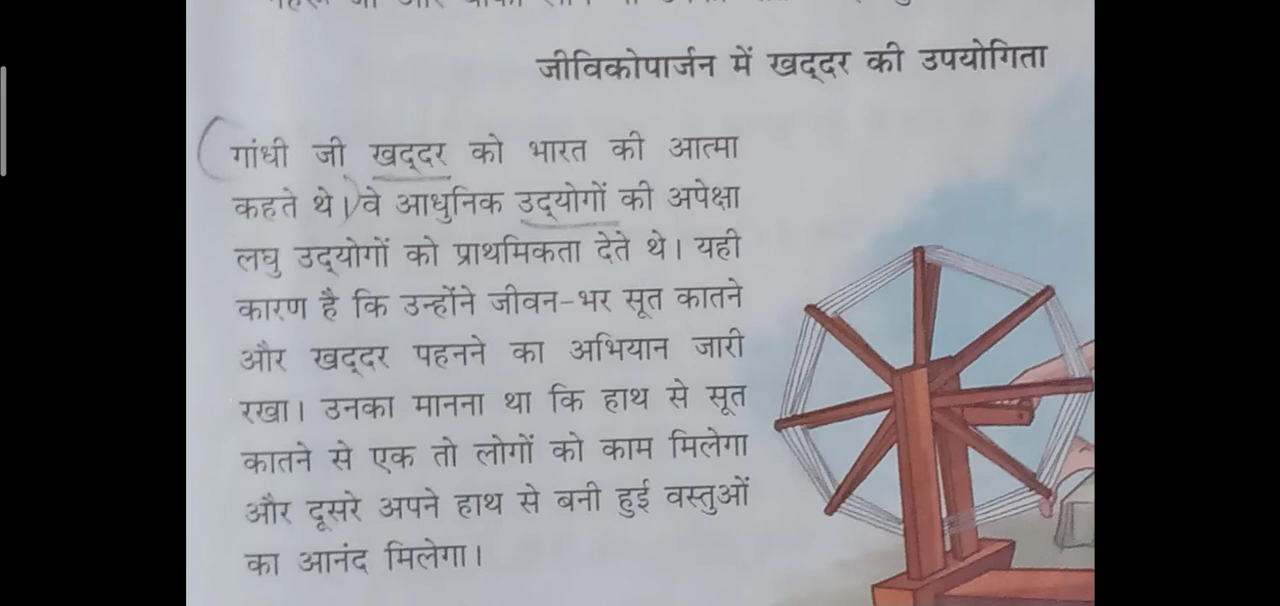 जीविकोपार्जन में खद्दर की उपयोगिता
गांधी जी खद्दर को भारत की आत्मा
कहते थे। वे आधुनिक उद्योगों की अपेक्षा
लघु उद्योगों को प्राथमिकता देते थे। यही
कारण है कि उन्होंने जीवन-भर सूत कातने
और खद्दर पहनने का अभियान जारी
रखा। उनका मानना था कि हाथ से सूत
कातने से एक तो लोगों को काम मिलेगा
और दूसरे अपने हाथ से बनी हुई वस्तुओं
का आनंद मिलेगा।